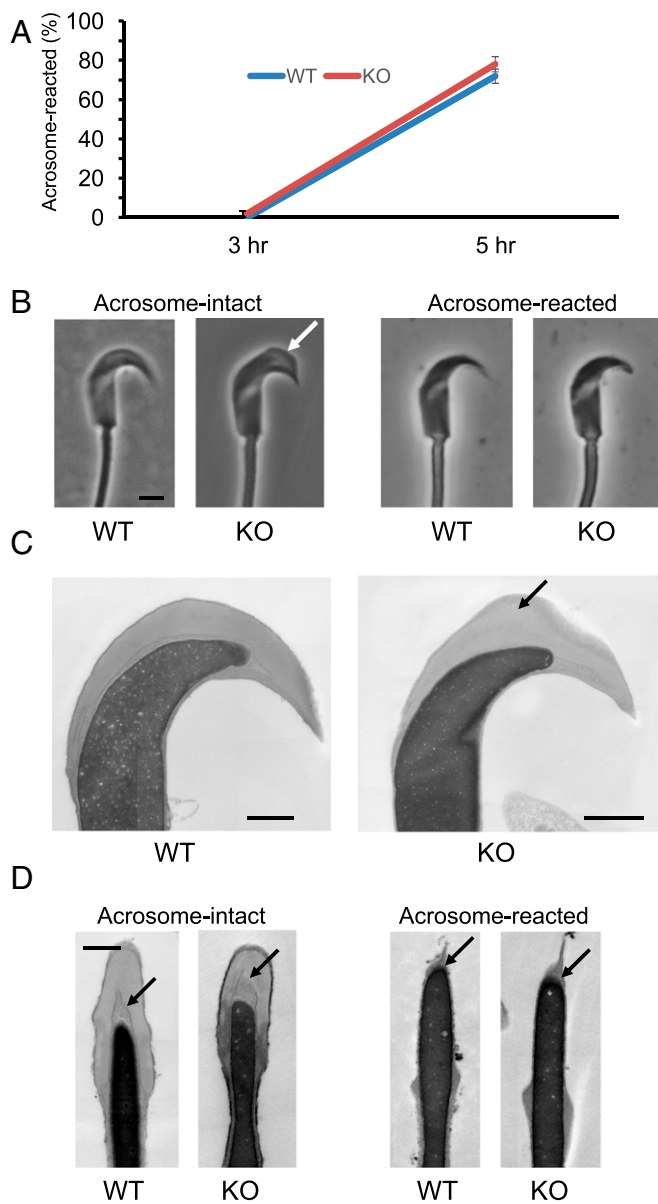 A
Acrosome-reacted (%)
100
80
60
40
20
0
WT KO
3 hr 5 hr
B
Acrosome-intact Acrosome-reacted
WT KO WT KO
C
WT KO
D
Acrosome-intact Acrosome-reacted
WT KO WT KO